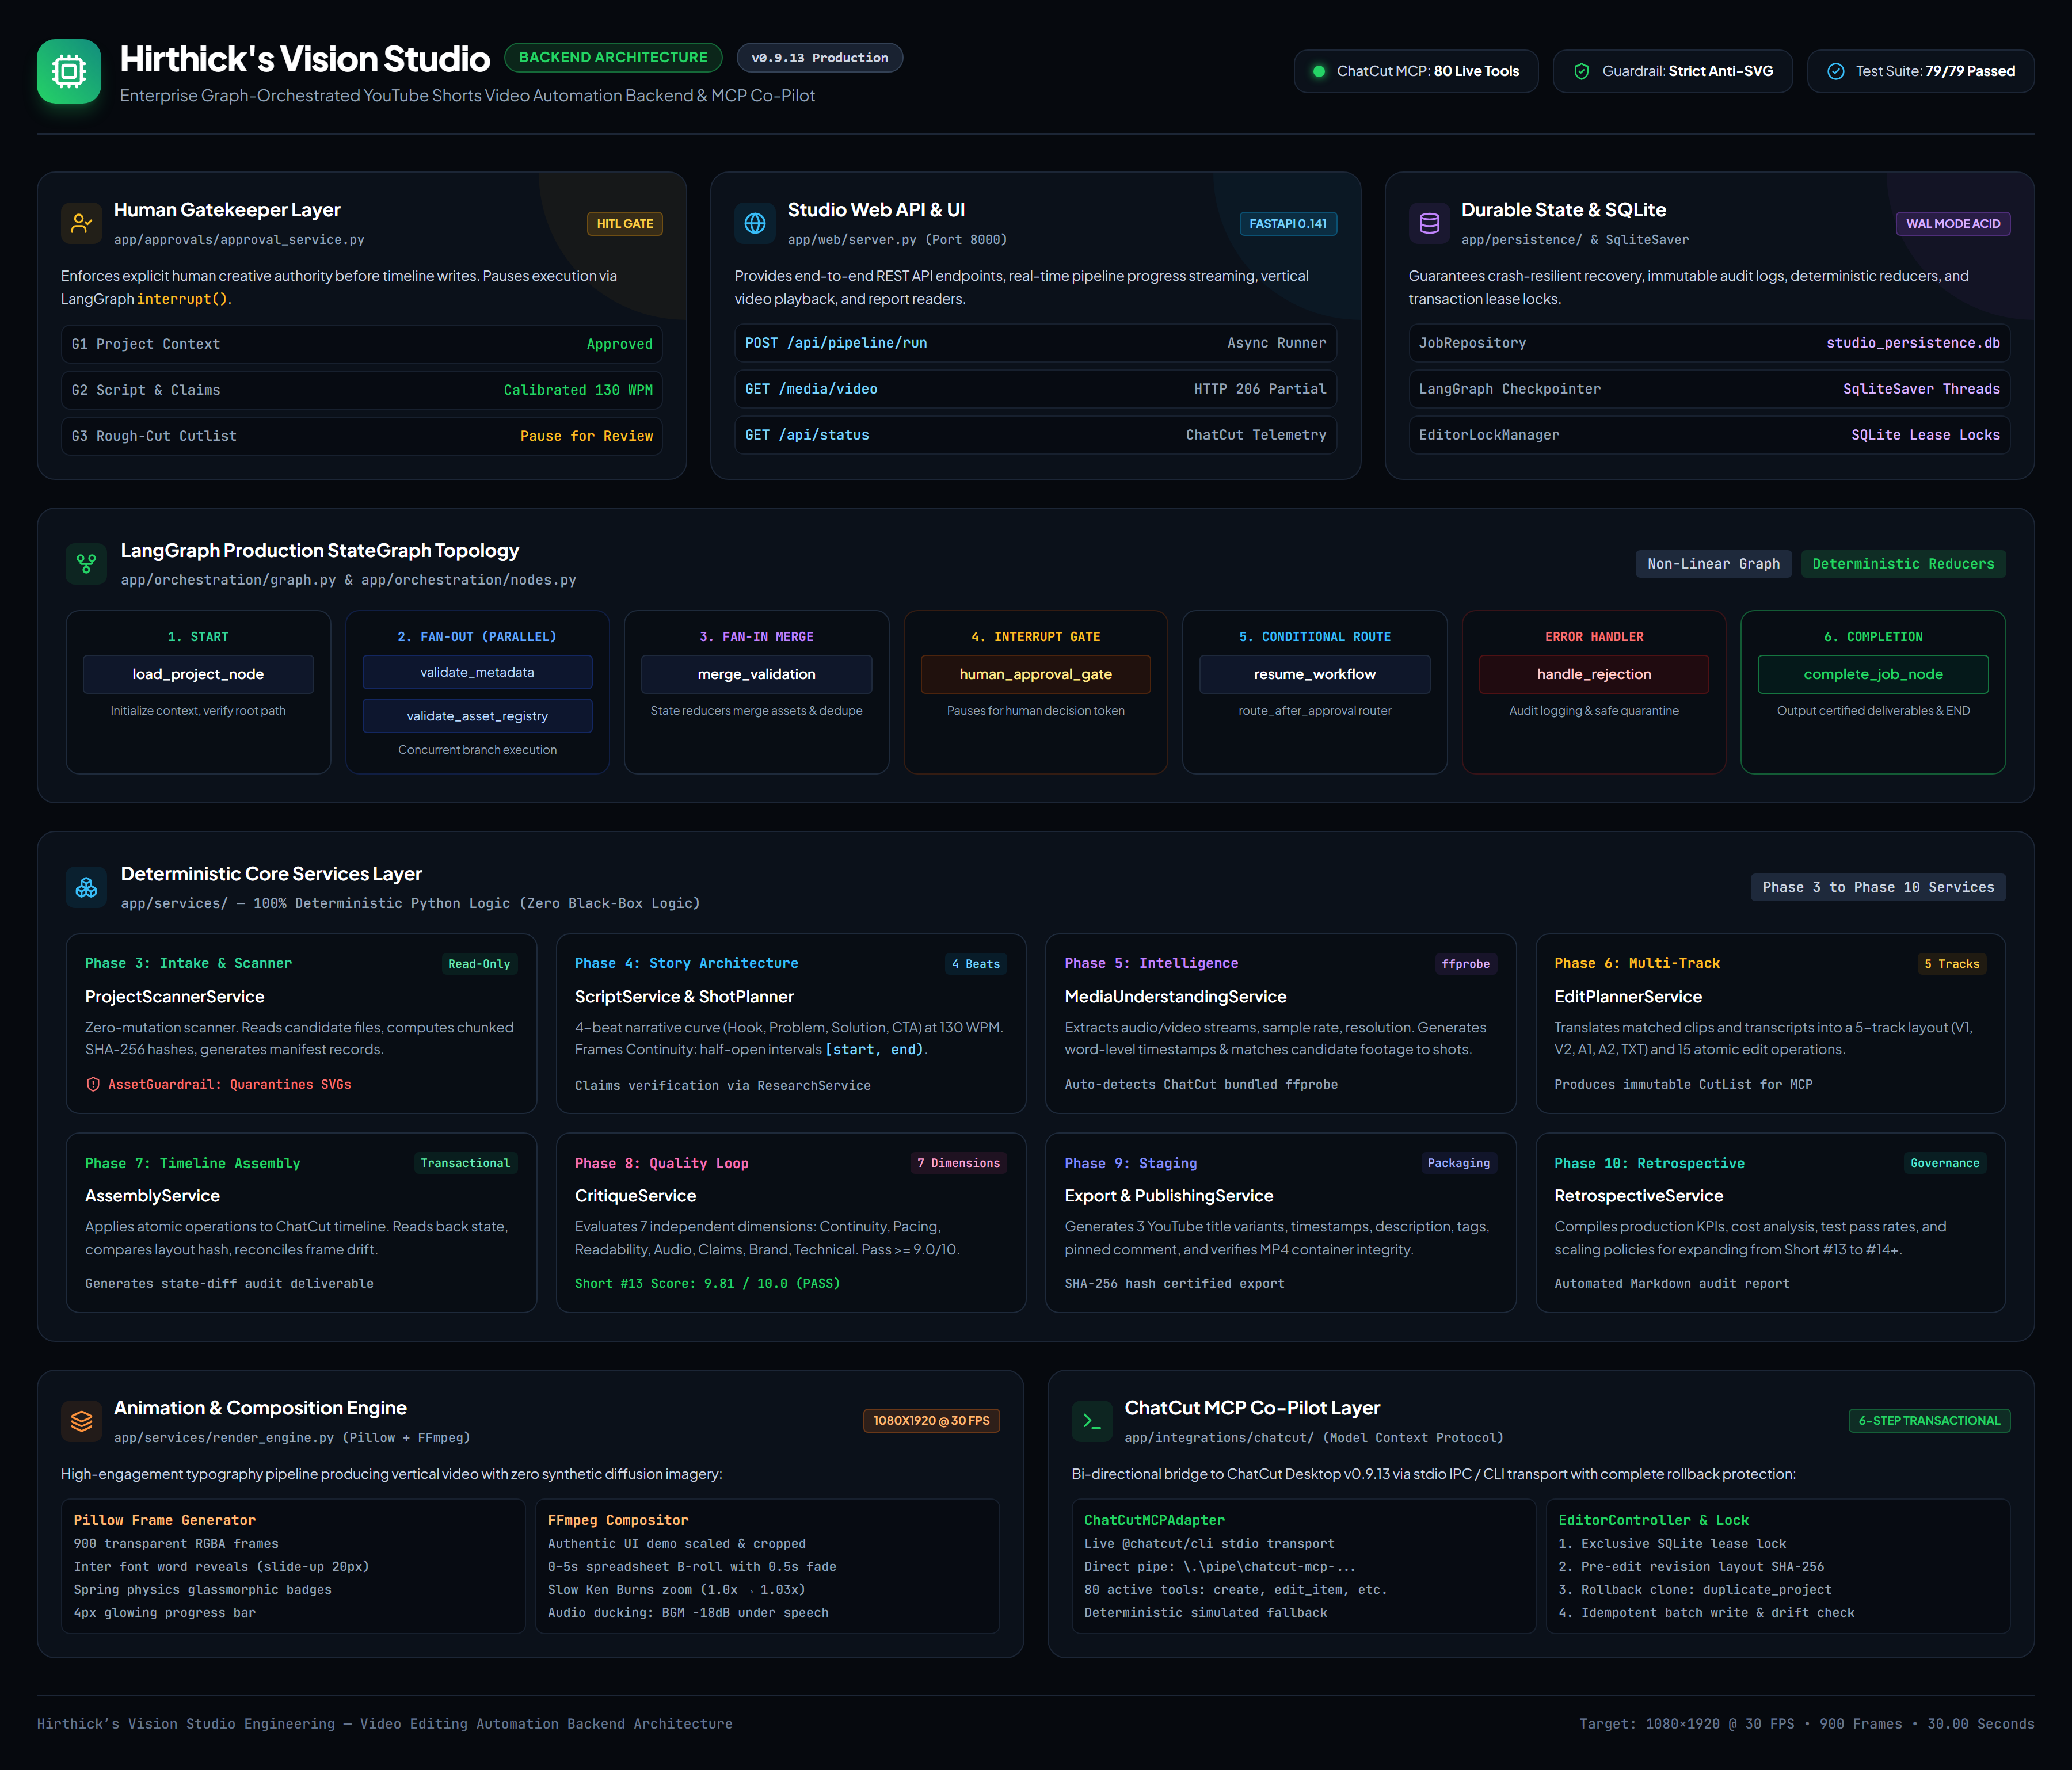 Hirthick's Vision Studio
BACKEND ARCHITECTURE
v0.9.13 Production
Enterprise Graph-Orchestrated YouTube Shorts Video Automation Backend & MCP Co-Pilot
ChatCut MCP: 80 Live Tools
Guardrail: Strict Anti-SVG
Test Suite: 79/79 Passed
Human Gatekeeper Layer
app/approvals/approval_service.py
HITL GATE
Enforces explicit human creative authority before timeline writes. Pauses execution via
LangGraph interrupt().
G1 Project Context
Approved
G2 Script & Claims
Calibrated 130 WPM
G3 Rough-Cut Cutlist
Pause for Review
Studio Web API & UI
app/web/server.py (Port 8000)
FASTAPI 0.141
Provides end-to-end REST API endpoints, real-time pipeline progress streaming, vertical
video playback, and report readers.
POST /api/pipeline/run
Async Runner
GET /media/video
HTTP 206 Partial
GET /api/status
ChatCut Telemetry
Durable State & SQLite
app/persistence/ & SqliteSaver
WAL MODE ACID
Guarantees crash-resilient recovery, immutable audit logs, deterministic reducers, and
transaction lease locks.
JobRepository
studio_persistence.db
LangGraph Checkpointer
SqliteSaver Threads
EditorLockManager
SQLite Lease Locks
LangGraph Production StateGraph Topology
app/orchestration/graph.py & app/orchestration/nodes.py
Non-Linear Graph
Deterministic Reducers
1. START
load_project_node
Initialize context, verify root path
2. FAN-OUT (PARALLEL)
validate_metadata
validate_asset_registry
Concurrent branch execution
3. FAN-IN MERGE
merge_validation
State reducers merge assets & dedupe
4. INTERRUPT GATE
human_approval_gate
Pauses for human decision token
5. CONDITIONAL ROUTE
resume_workflow
route_after_approval router
ERROR HANDLER
handle_rejection
Audit logging & safe quarantine
6. COMPLETION
complete_job_node
Output certified deliverables & END
Deterministic Core Services Layer
app/services/ — 100% Deterministic Python Logic (Zero Black-Box Logic)
Phase 3 to Phase 10 Services
Phase 3: Intake & Scanner
Read-Only
ProjectScannerService
Zero-mutation scanner. Reads candidate files, computes chunked
SHA-256 hashes, generates manifest records.
AssetGuardrail: Quarantines SVGs
Phase 4: Story Architecture
4 Beats
ScriptService & ShotPlanner
4-beat narrative curve (Hook, Problem, Solution, CTA) at 130 WPM.
Frames Continuity: half-open intervals [start, end).
Claims verification via ResearchService
Phase 5: Intelligence
ffprobe
MediaUnderstandingService
Extracts audio/video streams, sample rate, resolution. Generates
word-level timestamps & matches candidate footage to shots.
Auto-detects ChatCut bundled ffprobe
Phase 6: Multi-Track
5 Tracks
EditPlannerService
Translates matched clips and transcripts into a 5-track layout (V1,
V2, A1, A2, TXT) and 15 atomic edit operations.
Produces immutable CutList for MCP
Phase 7: Timeline Assembly
Transactional
AssemblyService
Applies atomic operations to ChatCut timeline. Reads back state,
compares layout hash, reconciles frame drift.
Generates state-diff audit deliverable
Phase 8: Quality Loop
7 Dimensions
CritiqueService
Evaluates 7 independent dimensions: Continuity, Pacing,
Readability, Audio, Claims, Brand, Technical. Pass >= 9.0/10.
Short #13 Score: 9.81 / 10.0 (PASS)
Phase 9: Staging
Packaging
Export & PublishingService
Generates 3 YouTube title variants, timestamps, description, tags,
pinned comment, and verifies MP4 container integrity.
SHA-256 hash certified export
Phase 10: Retrospective
Governance
RetrospectiveService
Compiles production KPIs, cost analysis, test pass rates, and
scaling policies for expanding from Short #13 to #14+.
Automated Markdown audit report
Animation & Composition Engine
app/services/render_engine.py (Pillow + FFmpeg)
1080X1920 @ 30 FPS
High-engagement typography pipeline producing vertical video with zero synthetic diffusion imagery:
Pillow Frame Generator
900 transparent RGBA frames
Inter font word reveals (slide-up 20px)
Spring physics glassmorphic badges
4px glowing progress bar
FFmpeg Compositor
Authentic UI demo scaled & cropped
0-5s spreadsheet B-roll with 0.5s fade
Slow Ken Burns zoom (1.0x → 1.03x)
Audio ducking: BGM -18dB under speech
ChatCut MCP Co-Pilot Layer
app/integrations/chatcut/ (Model Context Protocol)
6-STEP TRANSACTIONAL
Bi-directional bridge to ChatCut Desktop v0.9.13 via stdio IPC / CLI transport with complete rollback protection:
ChatCutMCPAdapter
Live @chatcut/cli stdio transport
Direct pipe: \.\pipe\chatcut-mcp-...
80 active tools: create, edit_item, etc.
Deterministic simulated fallback
EditorController & Lock
1. Exclusive SQLite lease lock
2. Pre-edit revision layout SHA-256
3. Rollback clone: duplicate_project
4. Idempotent batch write & drift check
Hirthick’s Vision Studio Engineering — Video Editing Automation Backend Architecture
Target: 1080×1920 @ 30 FPS • 900 Frames • 30.00 Seconds